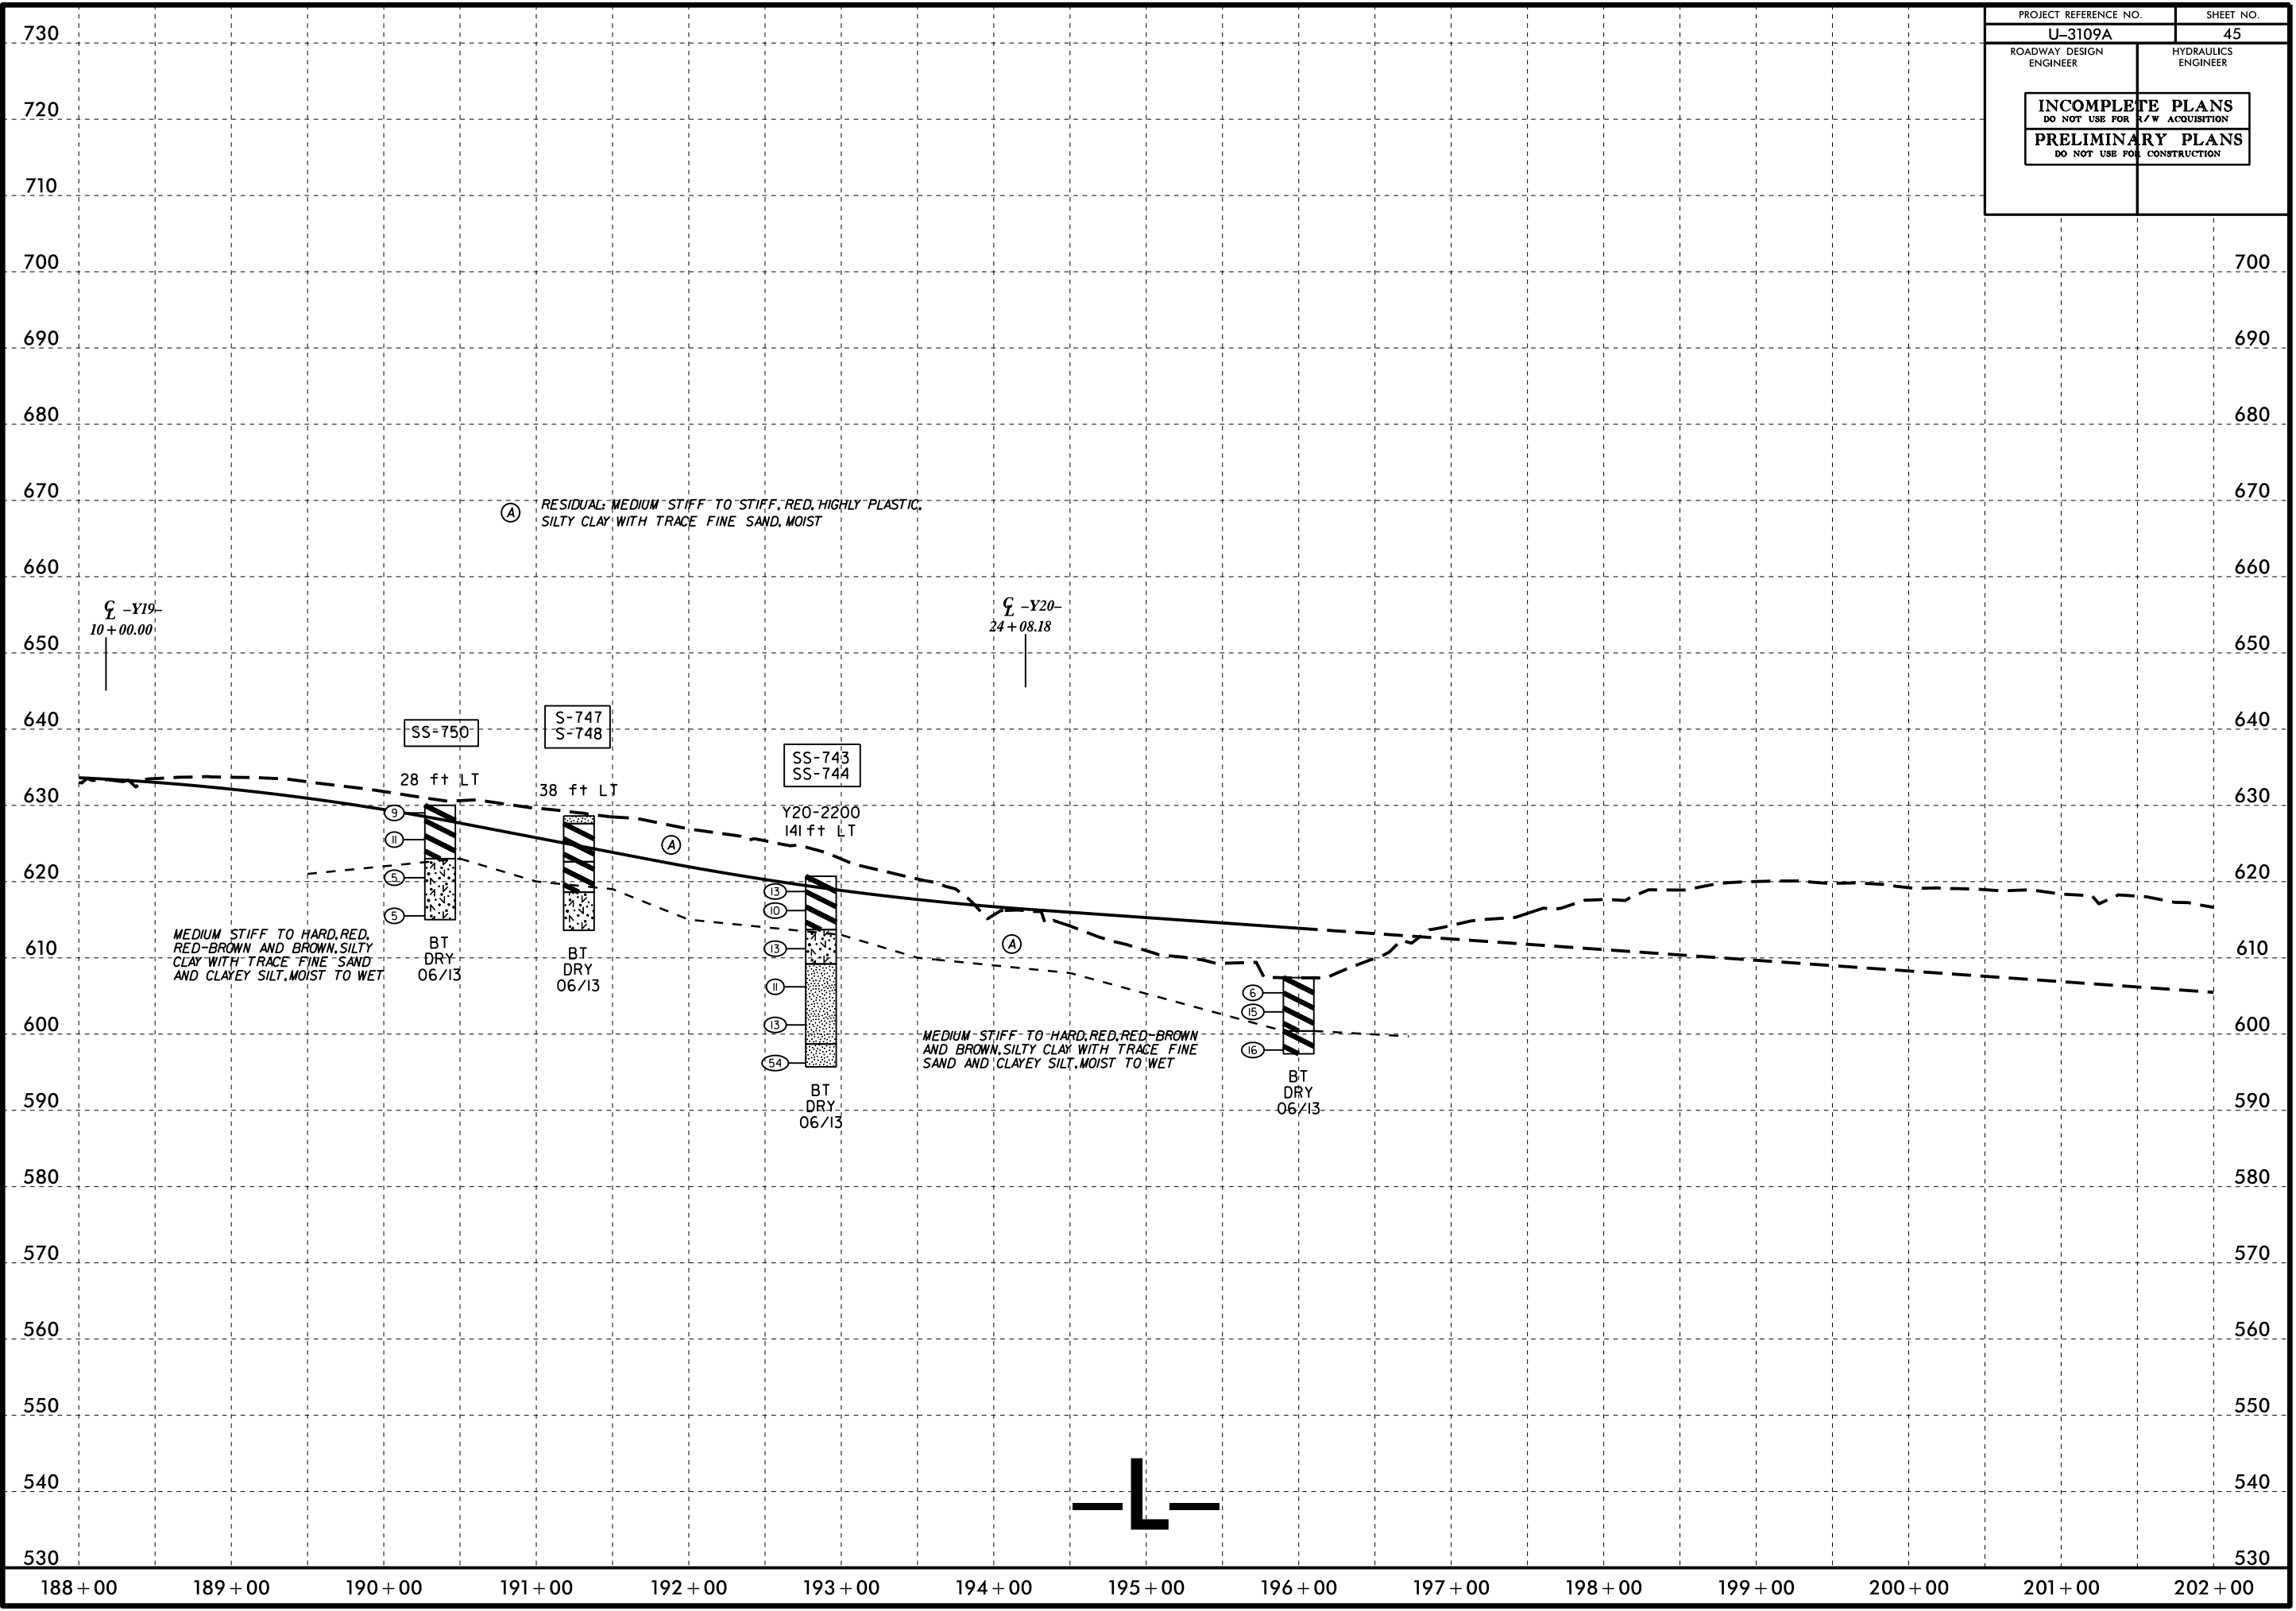 PROJECT REFERENCE NO.
SHEET NO.
U–3109A
45
ROADWAY DESIGN
ENGINEER
HYDRAULICS
ENGINEER
INCOMPLETE PLANS
DO NOT USE FOR R/W ACQUISITION
PRELIMINARY PLANS
DO NOT USE FOR CONSTRUCTION
730
720
710
700 700
690 690
680 680
670 670
A RESIDUAL: MEDIUM STIFF TO STIFF, RED, HIGHLY PLASTIC,
SILTY CLAY WITH TRACE FINE SAND, MOIST
660 660
℄ –Y19–
10+00.00
℄ –Y20–
24+08.18
650 650
640 640
SS-750
S-747
S-748
SS-743
SS-744
28 ft LT
38 ft LT
Y20-2200
141 ft LT
630 630
9
11
5
5
A
620 620
13
10
13
11
13
54
A
610 610
MEDIUM STIFF TO HARD, RED,
RED-BROWN AND BROWN, SILTY
CLAY WITH TRACE FINE SAND
AND CLAYEY SILT, MOIST TO WET
BT
DRY
06/13
BT
DRY
06/13
6
15
16
600 600
MEDIUM STIFF TO HARD, RED, RED-BROWN
AND BROWN, SILTY CLAY WITH TRACE FINE
SAND AND CLAYEY SILT, MOIST TO WET
BT
DRY
06/13
BT
DRY
06/13
590 590
580 580
570 570
560 560
550 550
540 540
–L–
530 530
188+00 189+00 190+00 191+00 192+00 193+00 194+00 195+00 196+00 197+00 198+00 199+00 200+00 201+00 202+00